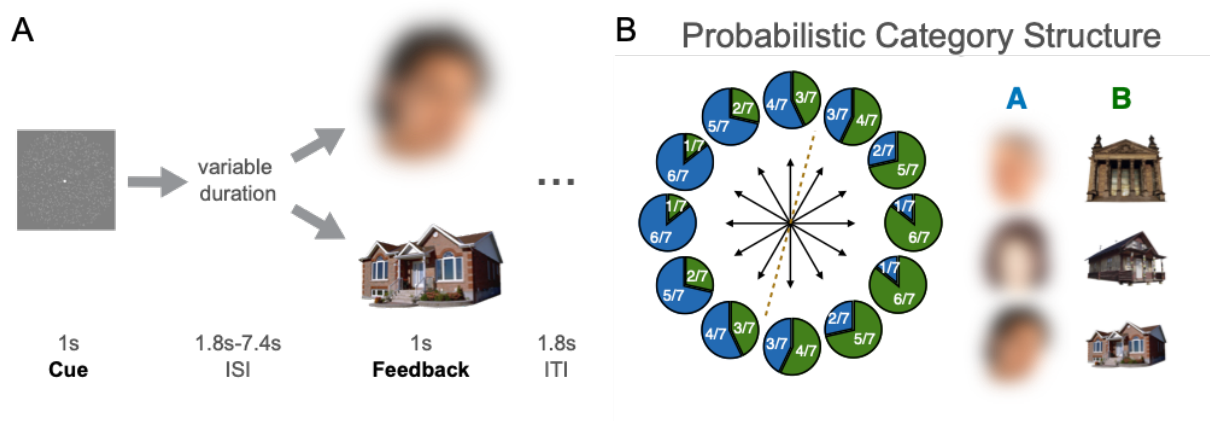 A
variable
duration
...
1s
Cue
1.8s-7.4s
ISI
1s
Feedback
1.8s
ITI
B
Probabilistic Category Structure
4/7 3/7
3/7 4/7
2/7 5/7
1/7 6/7
1/7 6/7
2/7 5/7
3/7 4/7
4/7 3/7
5/7 2/7
6/7 1/7
6/7 1/7
5/7 2/7
A
B